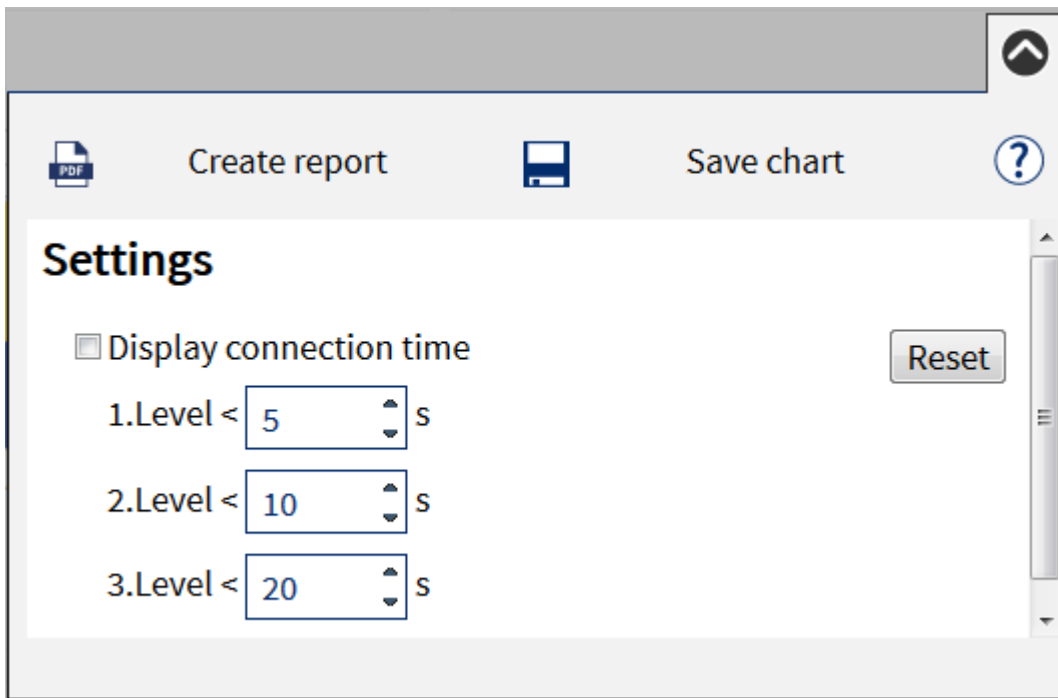 PDF Create report Save chart ?
Settings
Display connection time
Reset
1.Level < 5 s
2.Level < 10 s
3.Level < 20 s